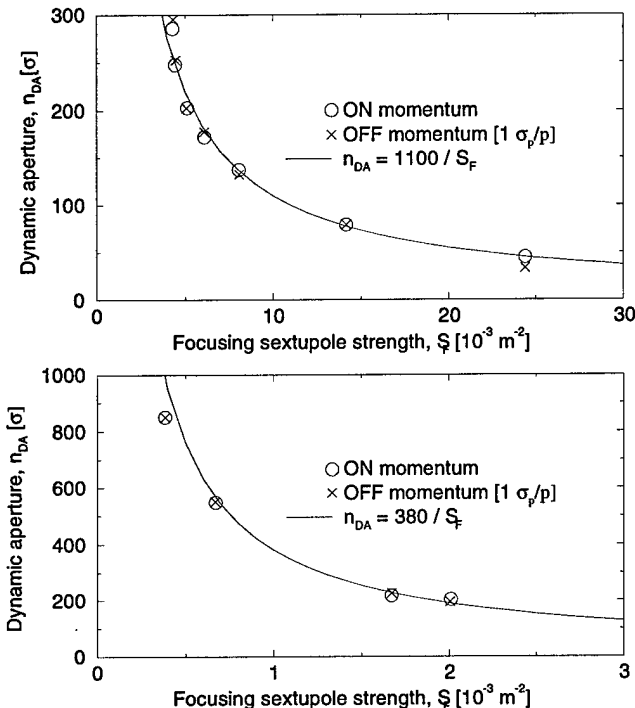 300
200
100
0
Dynamic aperture, n_DA [σ]
ON momentum
OFF momentum [1 σ_p/p]
n_DA = 1100 / S_F
0 10 20 30
Focusing sextupole strength, S_F [10^-3 m^-2]
1000
800
600
400
200
0
Dynamic aperture, n_DA [σ]
ON momentum
OFF momentum [1 σ_p/p]
n_DA = 380 / S_F
0 1 2 3
Focusing sextupole strength, S_F [10^-3 m^-2]